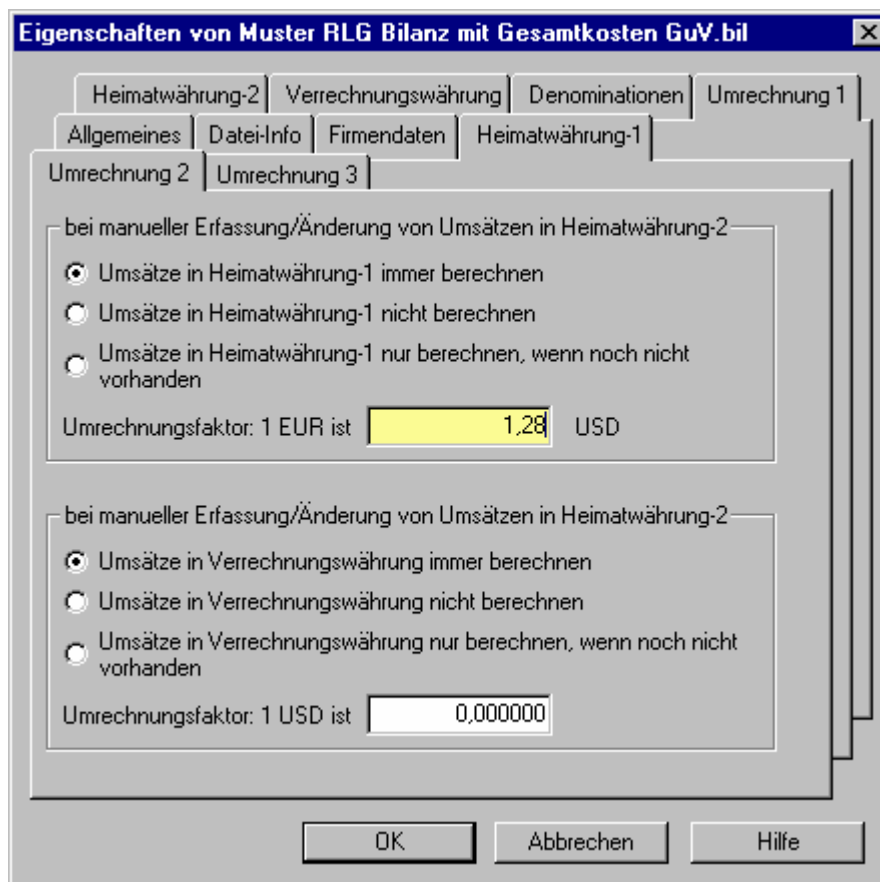 Eigenschaften von Muster RLG Bilanz mit Gesamtkosten GuV.bil
Heimatwährung-2 Verrechnungswährung Denominationen Umrechnung 1
Allgemeines Datei-Info Firmendaten Heimatwährung-1
Umrechnung 2 Umrechnung 3
bei manueller Erfassung/Änderung von Umsätzen in Heimatwährung-2
Umsätze in Heimatwährung-1 immer berechnen
Umsätze in Heimatwährung-1 nicht berechnen
Umsätze in Heimatwährung-1 nur berechnen, wenn noch nicht
vorhanden
Umrechnungsfaktor: 1 EUR ist 1,28 USD
bei manueller Erfassung/Änderung von Umsätzen in Heimatwährung-2
Umsätze in Verrechnungswährung immer berechnen
Umsätze in Verrechnungswährung nicht berechnen
Umsätze in Verrechnungswährung nur berechnen, wenn noch nicht
vorhanden
Umrechnungsfaktor: 1 USD ist 0,000000
OK Abbrechen Hilfe